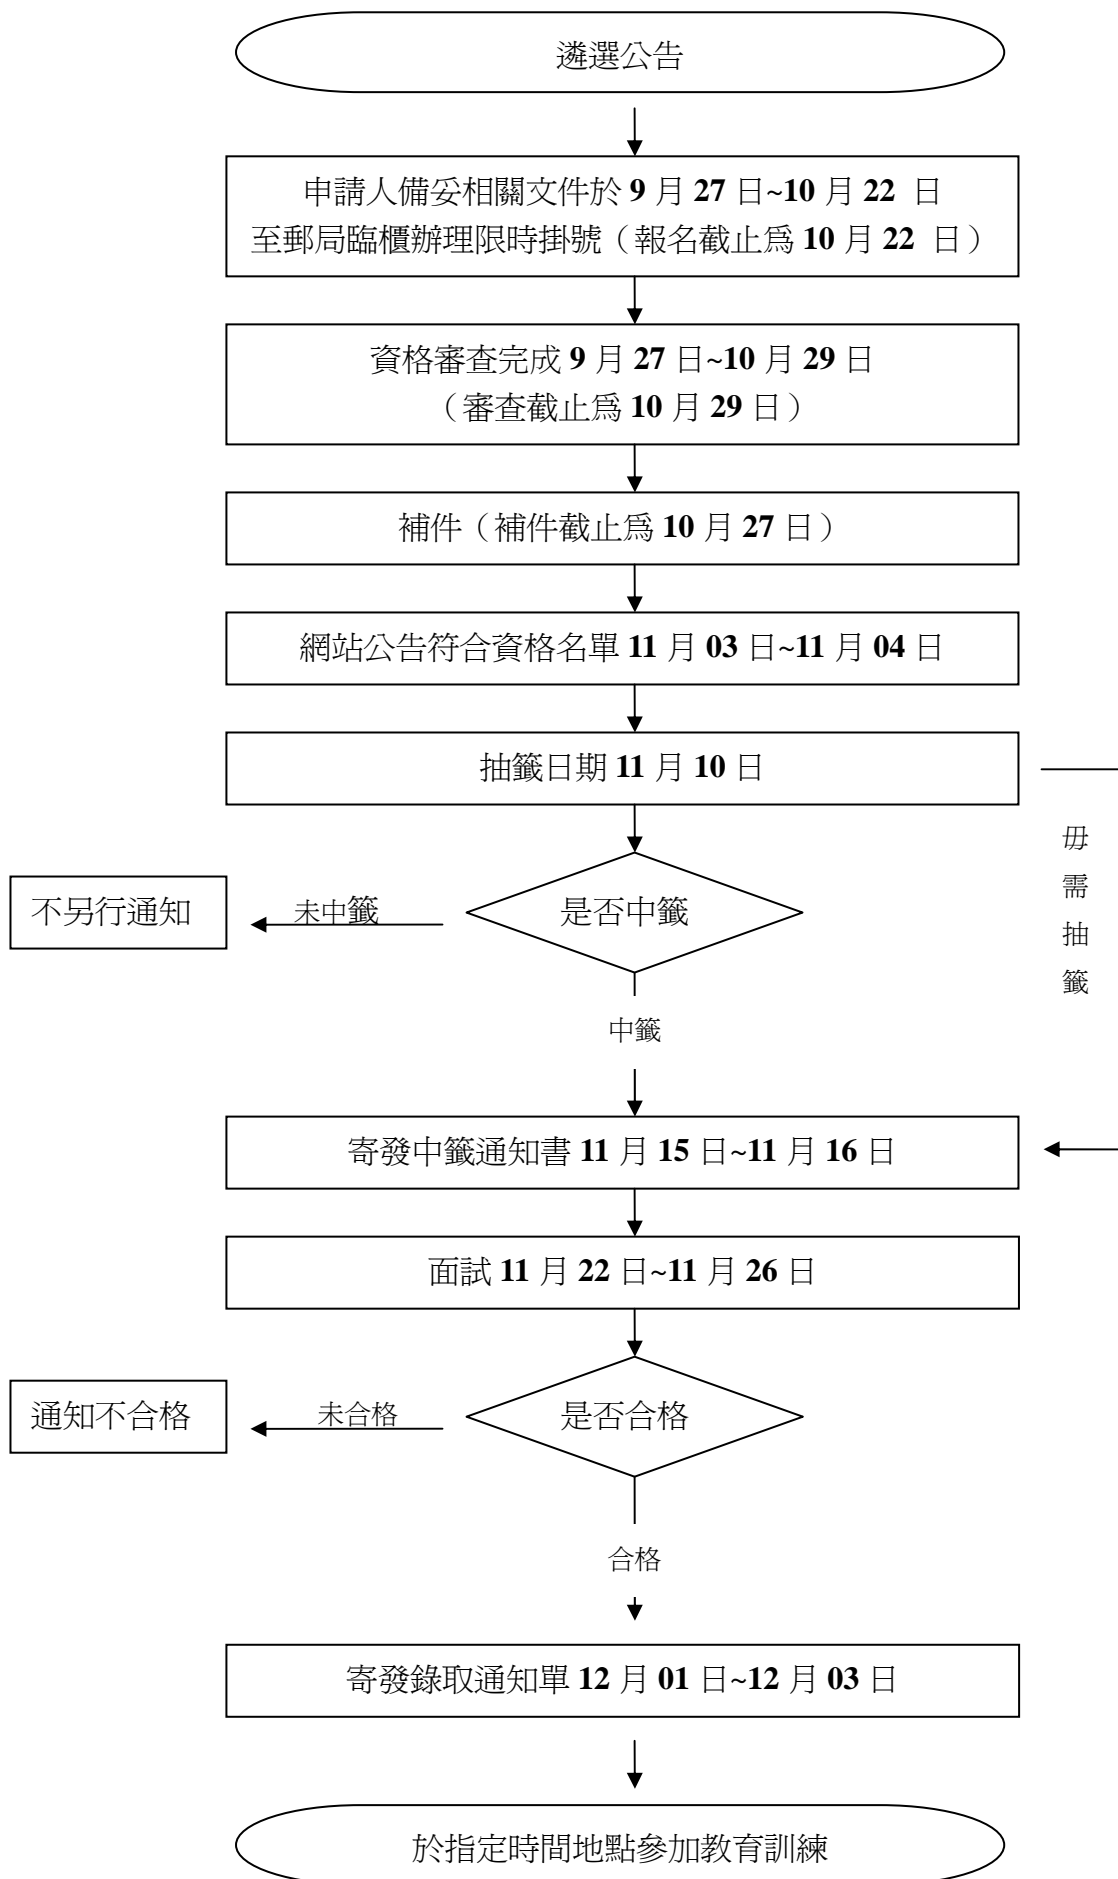 遴選公告
申請人備妥相關文件於 9 月 27 日~10 月 22 日
至郵局臨櫃辦理限時掛號（報名截止為 10 月 22 日）
資格審查完成 9 月 27 日~10 月 29 日
（審查截止為 10 月 29 日）
補件（補件截止為 10 月 27 日）
網站公告符合資格名單 11 月 03 日~11 月 04 日
抽籤日期 11 月 10 日
毋需抽籤
是否中籤
未中籤
不另行通知
中籤
寄發中籤通知書 11 月 15 日~11 月 16 日
面試 11 月 22 日~11 月 26 日
是否合格
未合格
通知不合格
合格
寄發錄取通知單 12 月 01 日~12 月 03 日
於指定時間地點參加教育訓練